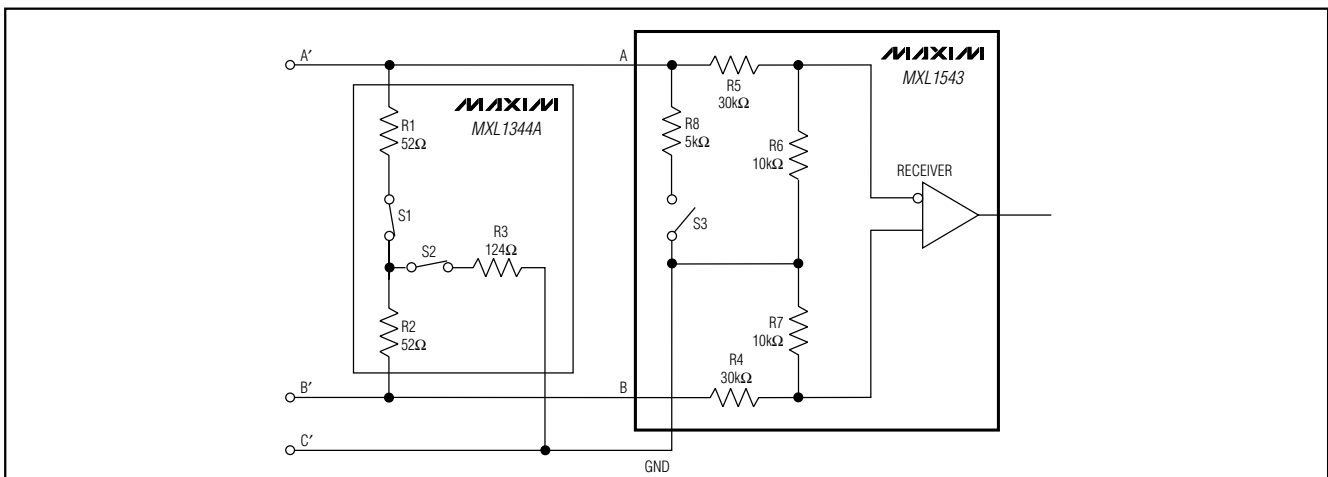 A′
A
MAXIM
MXL1543
R5
30kΩ
MAXIM
MXL1344A
R1
52Ω
R8
5kΩ
R6
10kΩ
RECEIVER
S1
S3
R3
124Ω
S2
R2
52Ω
R7
10kΩ
R4
30kΩ
B′
B
C′
GND